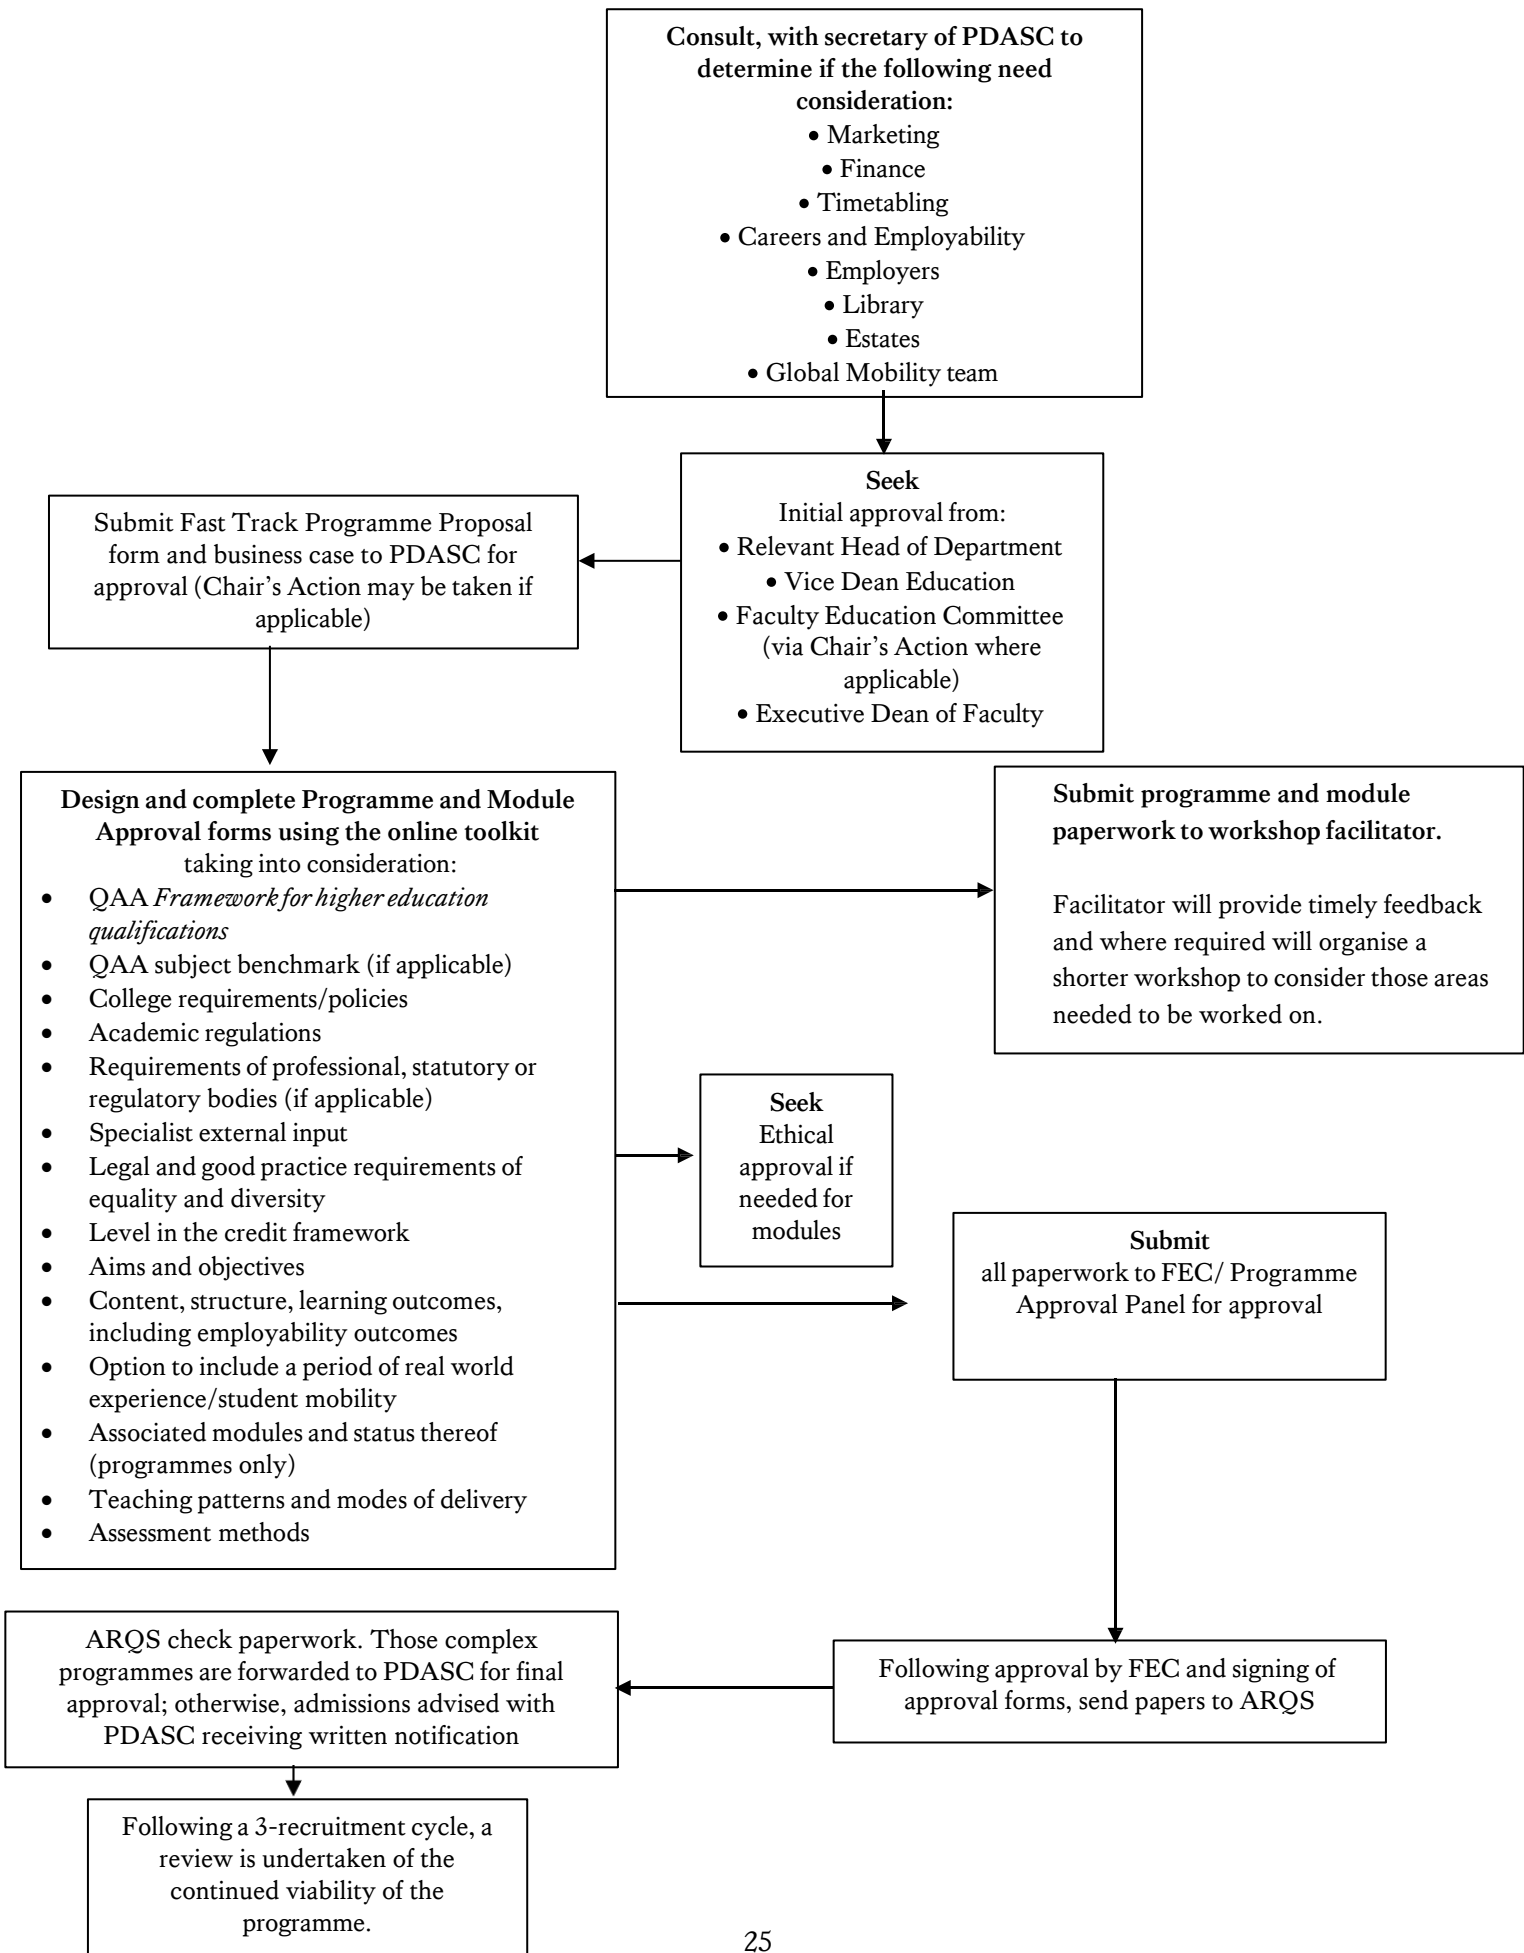 Consult, with secretary of PDASC to
determine if the following need
consideration:
• Marketing
• Finance
• Timetabling
• Careers and Employability
• Employers
• Library
• Estates
• Global Mobility team
Seek
Initial approval from:
• Relevant Head of Department
• Vice Dean Education
• Faculty Education Committee
(via Chair’s Action where
applicable)
• Executive Dean of Faculty
Submit Fast Track Programme Proposal
form and business case to PDASC for
approval (Chair’s Action may be taken if
applicable)
Design and complete Programme and Module
Approval forms using the online toolkit
taking into consideration:
• QAA Framework for higher education
qualifications
• QAA subject benchmark (if applicable)
• College requirements/policies
• Academic regulations
• Requirements of professional, statutory or
regulatory bodies (if applicable)
• Specialist external input
• Legal and good practice requirements of
equality and diversity
• Level in the credit framework
• Aims and objectives
• Content, structure, learning outcomes,
including employability outcomes
• Option to include a period of real world
experience/student mobility
• Associated modules and status thereof
(programmes only)
• Teaching patterns and modes of delivery
• Assessment methods
Submit programme and module
paperwork to workshop facilitator.
Facilitator will provide timely feedback
and where required will organise a
shorter workshop to consider those areas
needed to be worked on.
Seek
Ethical
approval if
needed for
modules
Submit
all paperwork to FEC/ Programme
Approval Panel for approval
Following approval by FEC and signing of
approval forms, send papers to ARQS
ARQS check paperwork. Those complex
programmes are forwarded to PDASC for final
approval; otherwise, admissions advised with
PDASC receiving written notification
Following a 3-recruitment cycle, a
review is undertaken of the
continued viability of the
programme.
25